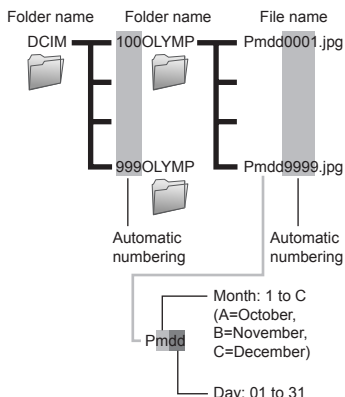 Folder name Folder name File name
DCIM 100OLYMP Pmdd0001.jpg
999OLYMP Pmdd9999.jpg
Automatic numbering
Automatic numbering
Month: 1 to C
(A=October,
B=November,
C=December)
Pmdd
Day: 01 to 31